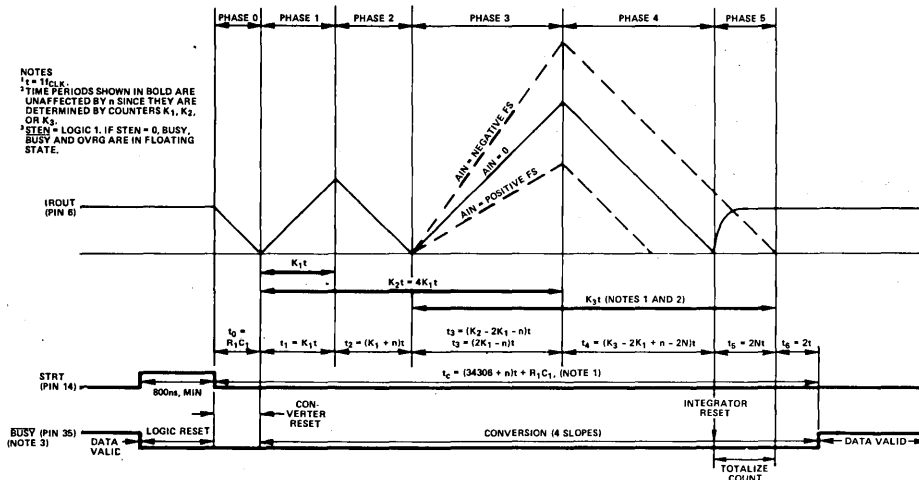 PHASE 0 PHASE 1 PHASE 2 PHASE 3 PHASE 4 PHASE 5
NOTES
¹t = 1f_CLK.
²TIME PERIODS SHOWN IN BOLD ARE
UNAFFECTED BY n SINCE THEY ARE
DETERMINED BY COUNTERS K₁, K₂,
OR K₃.
³STEN = LOGIC 1. IF STEN = 0, BUSY,
BUSY AND OVRG ARE IN FLOATING
STATE.
AIN = NEGATIVE FS
AIN = 0
AIN = POSITIVE FS
IROUT
(PIN 6)
K₁t
K₂t = 4K₁t
K₃t (NOTES 1 AND 2)
t₀ =
R₁C₁
t₁ = K₁t
t₂ = (K₁ + n)t
t₃ = (K₂ - 2K₁ - n)t
t₃ = (2K₁ - n)t
t₄ = (K₃ - 2K₁ + n - 2N)t
t₅ = 2Nt
t₆ = 2t
STRT
(PIN 14)
800ns, MIN
t_c = (34306 + n)t + R₁C₁, (NOTE 1)
CON-
VERTER
RESET
INTEGRATOR
RESET
BUSY (PIN 35)
(NOTE 3)
DATA
VALID
LOGIC RESET
CONVERSION (4 SLOPES)
DATA VALID
TOTALIZE
COUNT